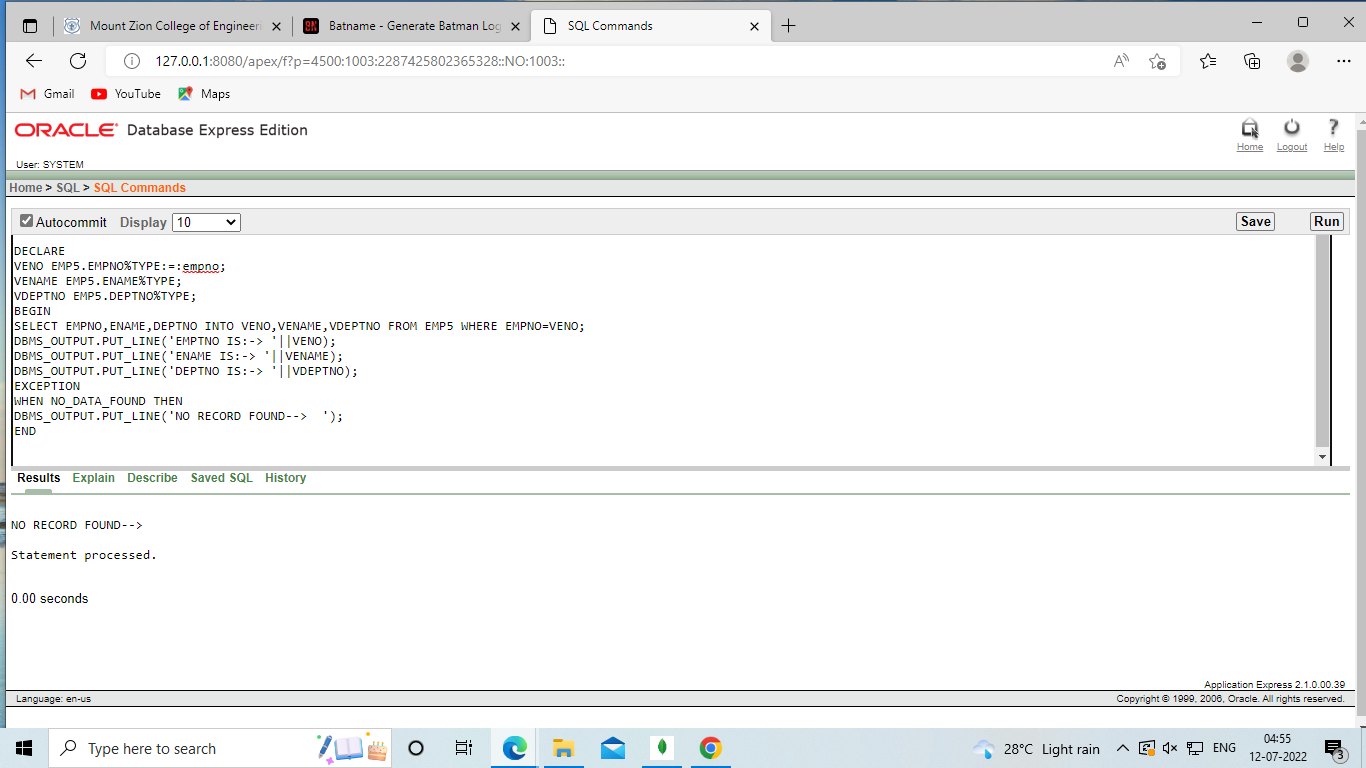 Mount Zion College of Engineeri
Batname - Generate Batman Log
SQL Commands
127.0.0.1:8080/apex/f?p=4500:1003:2287425802365328::NO:1003::
Gmail
YouTube
Maps
ORACLE Database Express Edition
Home
Logout
Help
User: SYSTEM
Home > SQL > SQL Commands
Autocommit Display 10
Save
Run
DECLARE
VENO EMP5.EMPNO%TYPE:=:empno;
VENAME EMP5.ENAME%TYPE;
VDEPTNO EMP5.DEPTNO%TYPE;
BEGIN
SELECT EMPNO,ENAME,DEPTNO INTO VENO,VENAME,VDEPTNO FROM EMP5 WHERE EMPNO=VENO;
DBMS_OUTPUT.PUT_LINE('EMPTNO IS:-> '||VENO);
DBMS_OUTPUT.PUT_LINE('ENAME IS:-> '||VENAME);
DBMS_OUTPUT.PUT_LINE('DEPTNO IS:-> '||VDEPTNO);
EXCEPTION
WHEN NO_DATA_FOUND THEN
DBMS_OUTPUT.PUT_LINE('NO RECORD FOUND-->  ');
END
Results Explain Describe Saved SQL History
NO RECORD FOUND-->
Statement processed.
0.00 seconds
Application Express 2.1.0.00.39
Language: en-us
Copyright © 1999, 2006, Oracle. All rights reserved.
Type here to search
28°C Light rain
ENG
04:55
12-07-2022
3